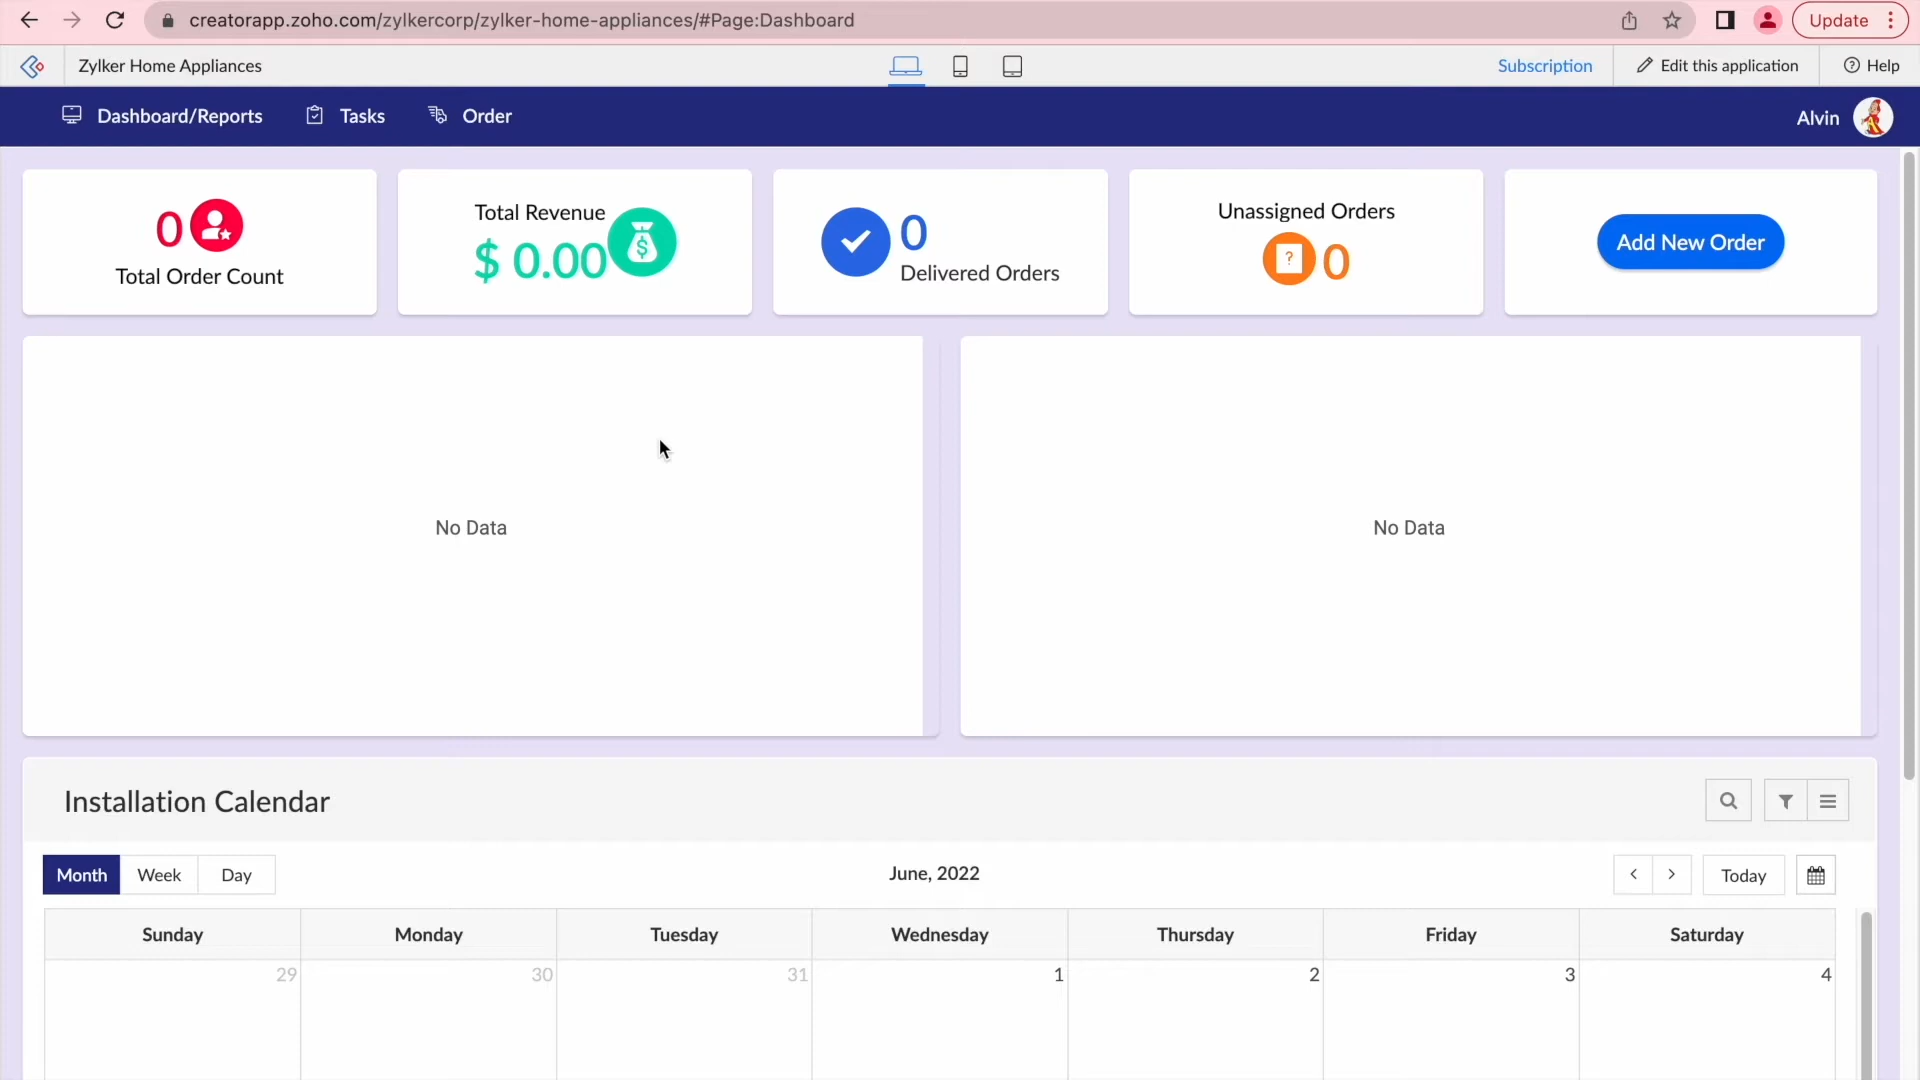 creatorapp.zoho.com/zylkercorp/zylker-home-appliances/#Page:Dashboard
Update
Zylker Home Appliances
Subscription
Edit this application
Help
Dashboard/Reports
Tasks
Order
Alvin
0
Total Order Count
Total Revenue
$ 0.00
0
Delivered Orders
Unassigned Orders
0
Add New Order
No Data
No Data
Installation Calendar
Month
Week
Day
June, 2022
Today
Sunday
Monday
Tuesday
Wednesday
Thursday
Friday
Saturday
29
30
31
1
2
3
4